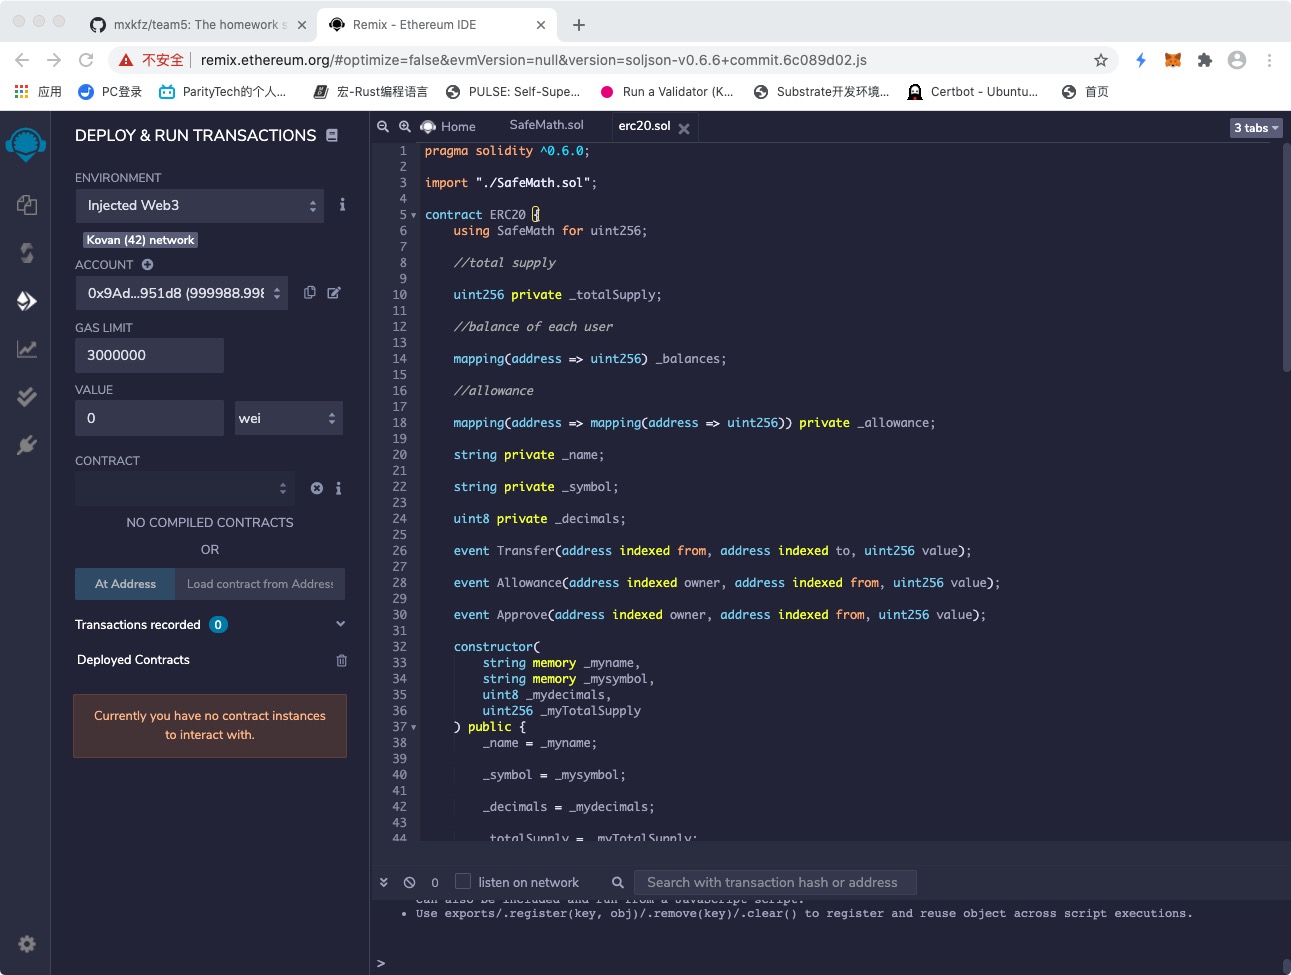 mxkfz/team5: The homework s
Remix - Ethereum IDE
不安全 remix.ethereum.org/#optimize=false&evmVersion=null&version=soljson-v0.6.6+commit.6c089d02.js
应用 PC登录 ParityTech的个人... 宏-Rust编程语言 PULSE: Self-Supe... Run a Validator (K... Substrate开发环境... Certbot - Ubuntu... 首页
DEPLOY & RUN TRANSACTIONS
ENVIRONMENT
Injected Web3
Kovan (42) network
ACCOUNT
0x9Ad...951d8 (999988.998
GAS LIMIT
3000000
VALUE
0 wei
CONTRACT
NO COMPILED CONTRACTS
OR
At Address Load contract from Address
Transactions recorded 0
Deployed Contracts
Currently you have no contract instances
to interact with.
Home SafeMath.sol erc20.sol 3 tabs
1 pragma solidity ^0.6.0;
2
3 import "./SafeMath.sol";
4
5 contract ERC20 {
6 using SafeMath for uint256;
7
8 //total supply
9
10 uint256 private _totalSupply;
11
12 //balance of each user
13
14 mapping(address => uint256) _balances;
15
16 //allowance
17
18 mapping(address => mapping(address => uint256)) private _allowance;
19
20 string private _name;
21
22 string private _symbol;
23
24 uint8 private _decimals;
25
26 event Transfer(address indexed from, address indexed to, uint256 value);
27
28 event Allowance(address indexed owner, address indexed from, uint256 value);
29
30 event Approve(address indexed owner, address indexed from, uint256 value);
31
32 constructor(
33 string memory _myname,
34 string memory _mysymbol,
35 uint8 _mydecimals,
36 uint256 _myTotalSupply
37 ) public {
38 _name = _myname;
39
40 _symbol = _mysymbol;
41
42 _decimals = _mydecimals;
43
44 _totalSupply = _myTotalSupply;
0 listen on network Search with transaction hash or address
can also be included and run from a JavaScript script.
• Use exports/.register(key, obj)/.remove(key)/.clear() to register and reuse object across script executions.
>